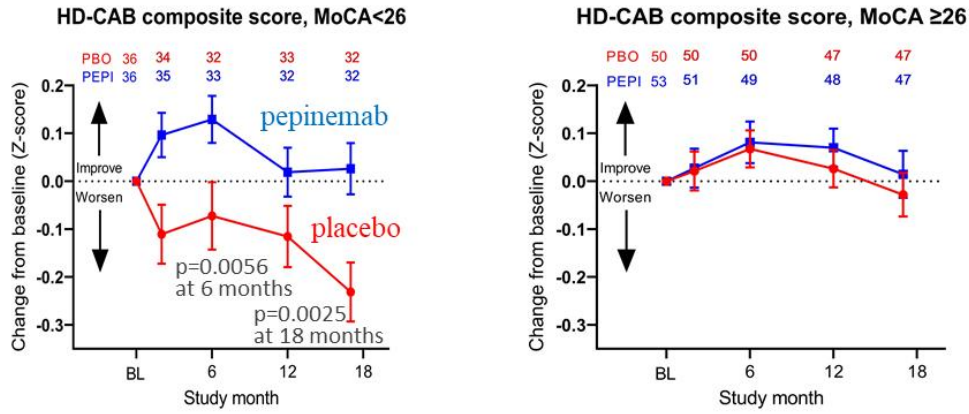 HD-CAB composite score, MoCA<26
PBO 36 34 32 33 32
PEPI 36 35 33 32 32
0.2
0.1
0.0
-0.1
-0.2
-0.3
Change from baseline (Z-score)
Improve
Worsen
pepinemab
placebo
p=0.0056
at 6 months
p=0.0025
at 18 months
BL 6 12 18
Study month
HD-CAB composite score, MoCA ≥26
PBO 50 50 50 47 47
PEPI 53 51 49 48 47
0.2
0.1
0.0
-0.1
-0.2
-0.3
Change from baseline (Z-score)
Improve
Worsen
BL 6 12 18
Study month